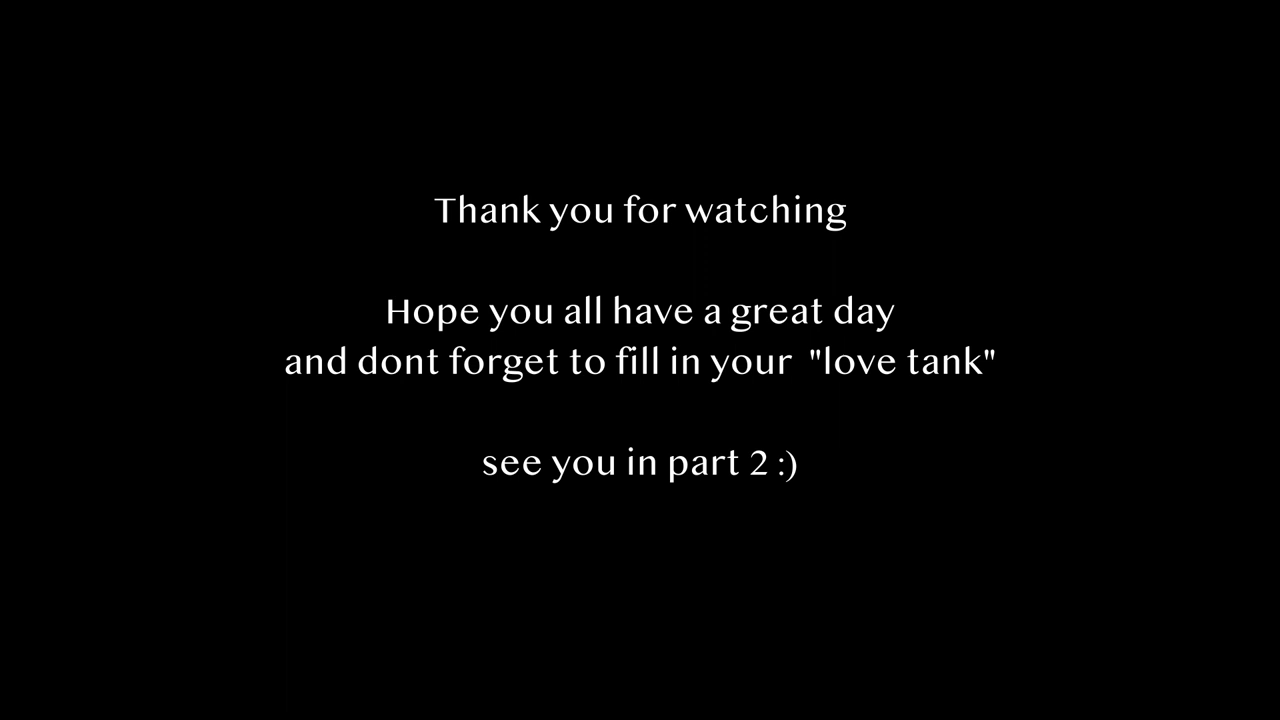 Thank you for watching
Hope you all have a great day
and dont forget to fill in your "love tank"
see you in part 2 :)